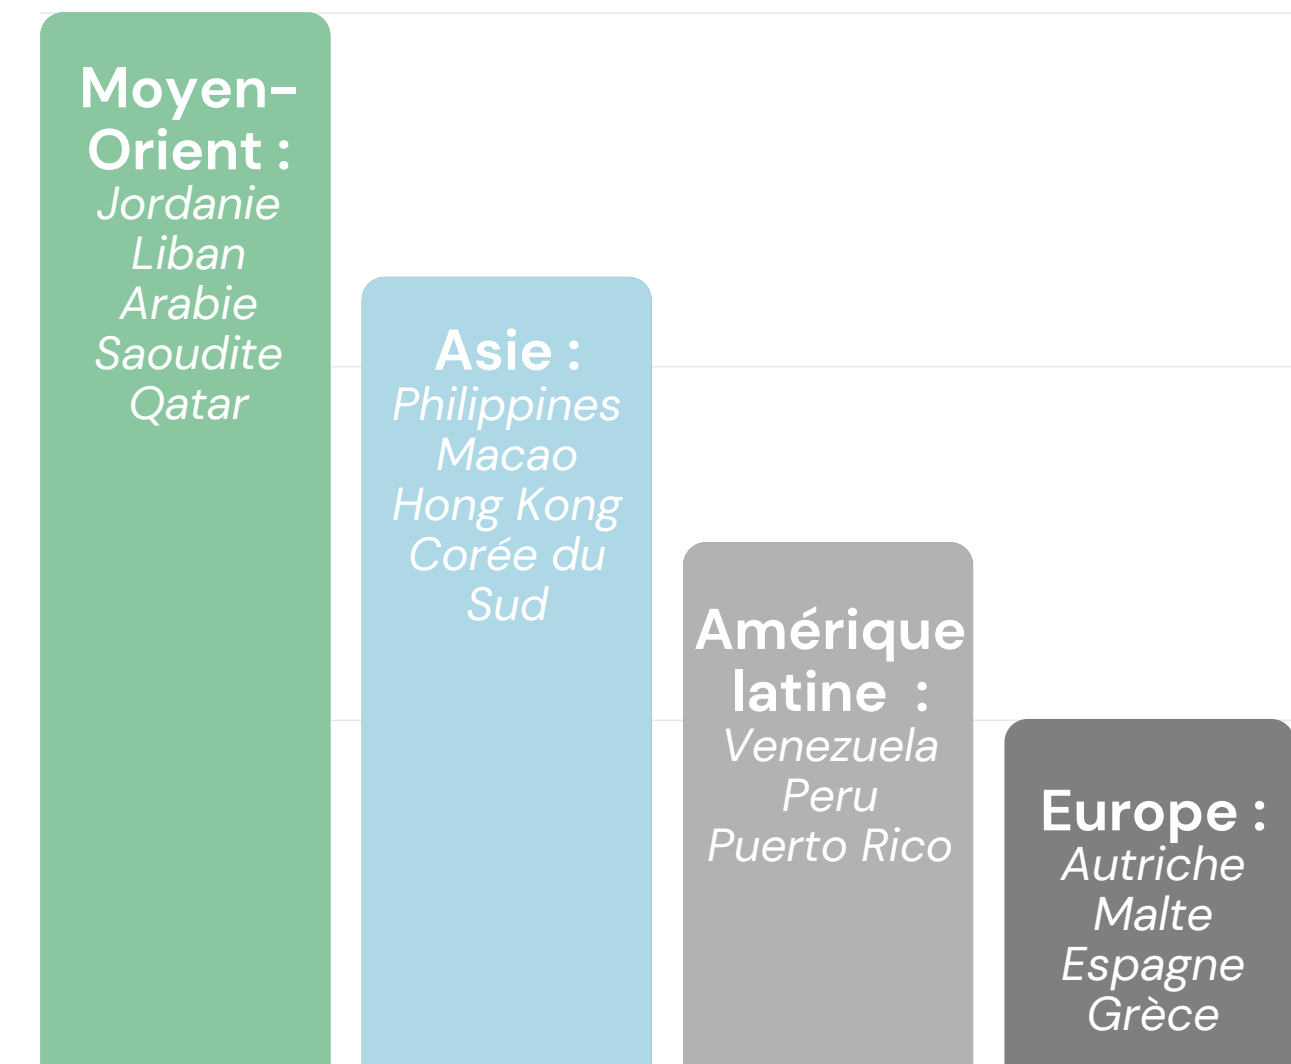 Moyen-
Orient :
Jordanie
Liban
Arabie
Saoudite
Qatar
Asie :
Philippines
Macao
Hong Kong
Corée du
Sud
Amérique
latine  :
Venezuela
Peru
Puerto Rico
Europe :
Autriche
Malte
Espagne
Grèce